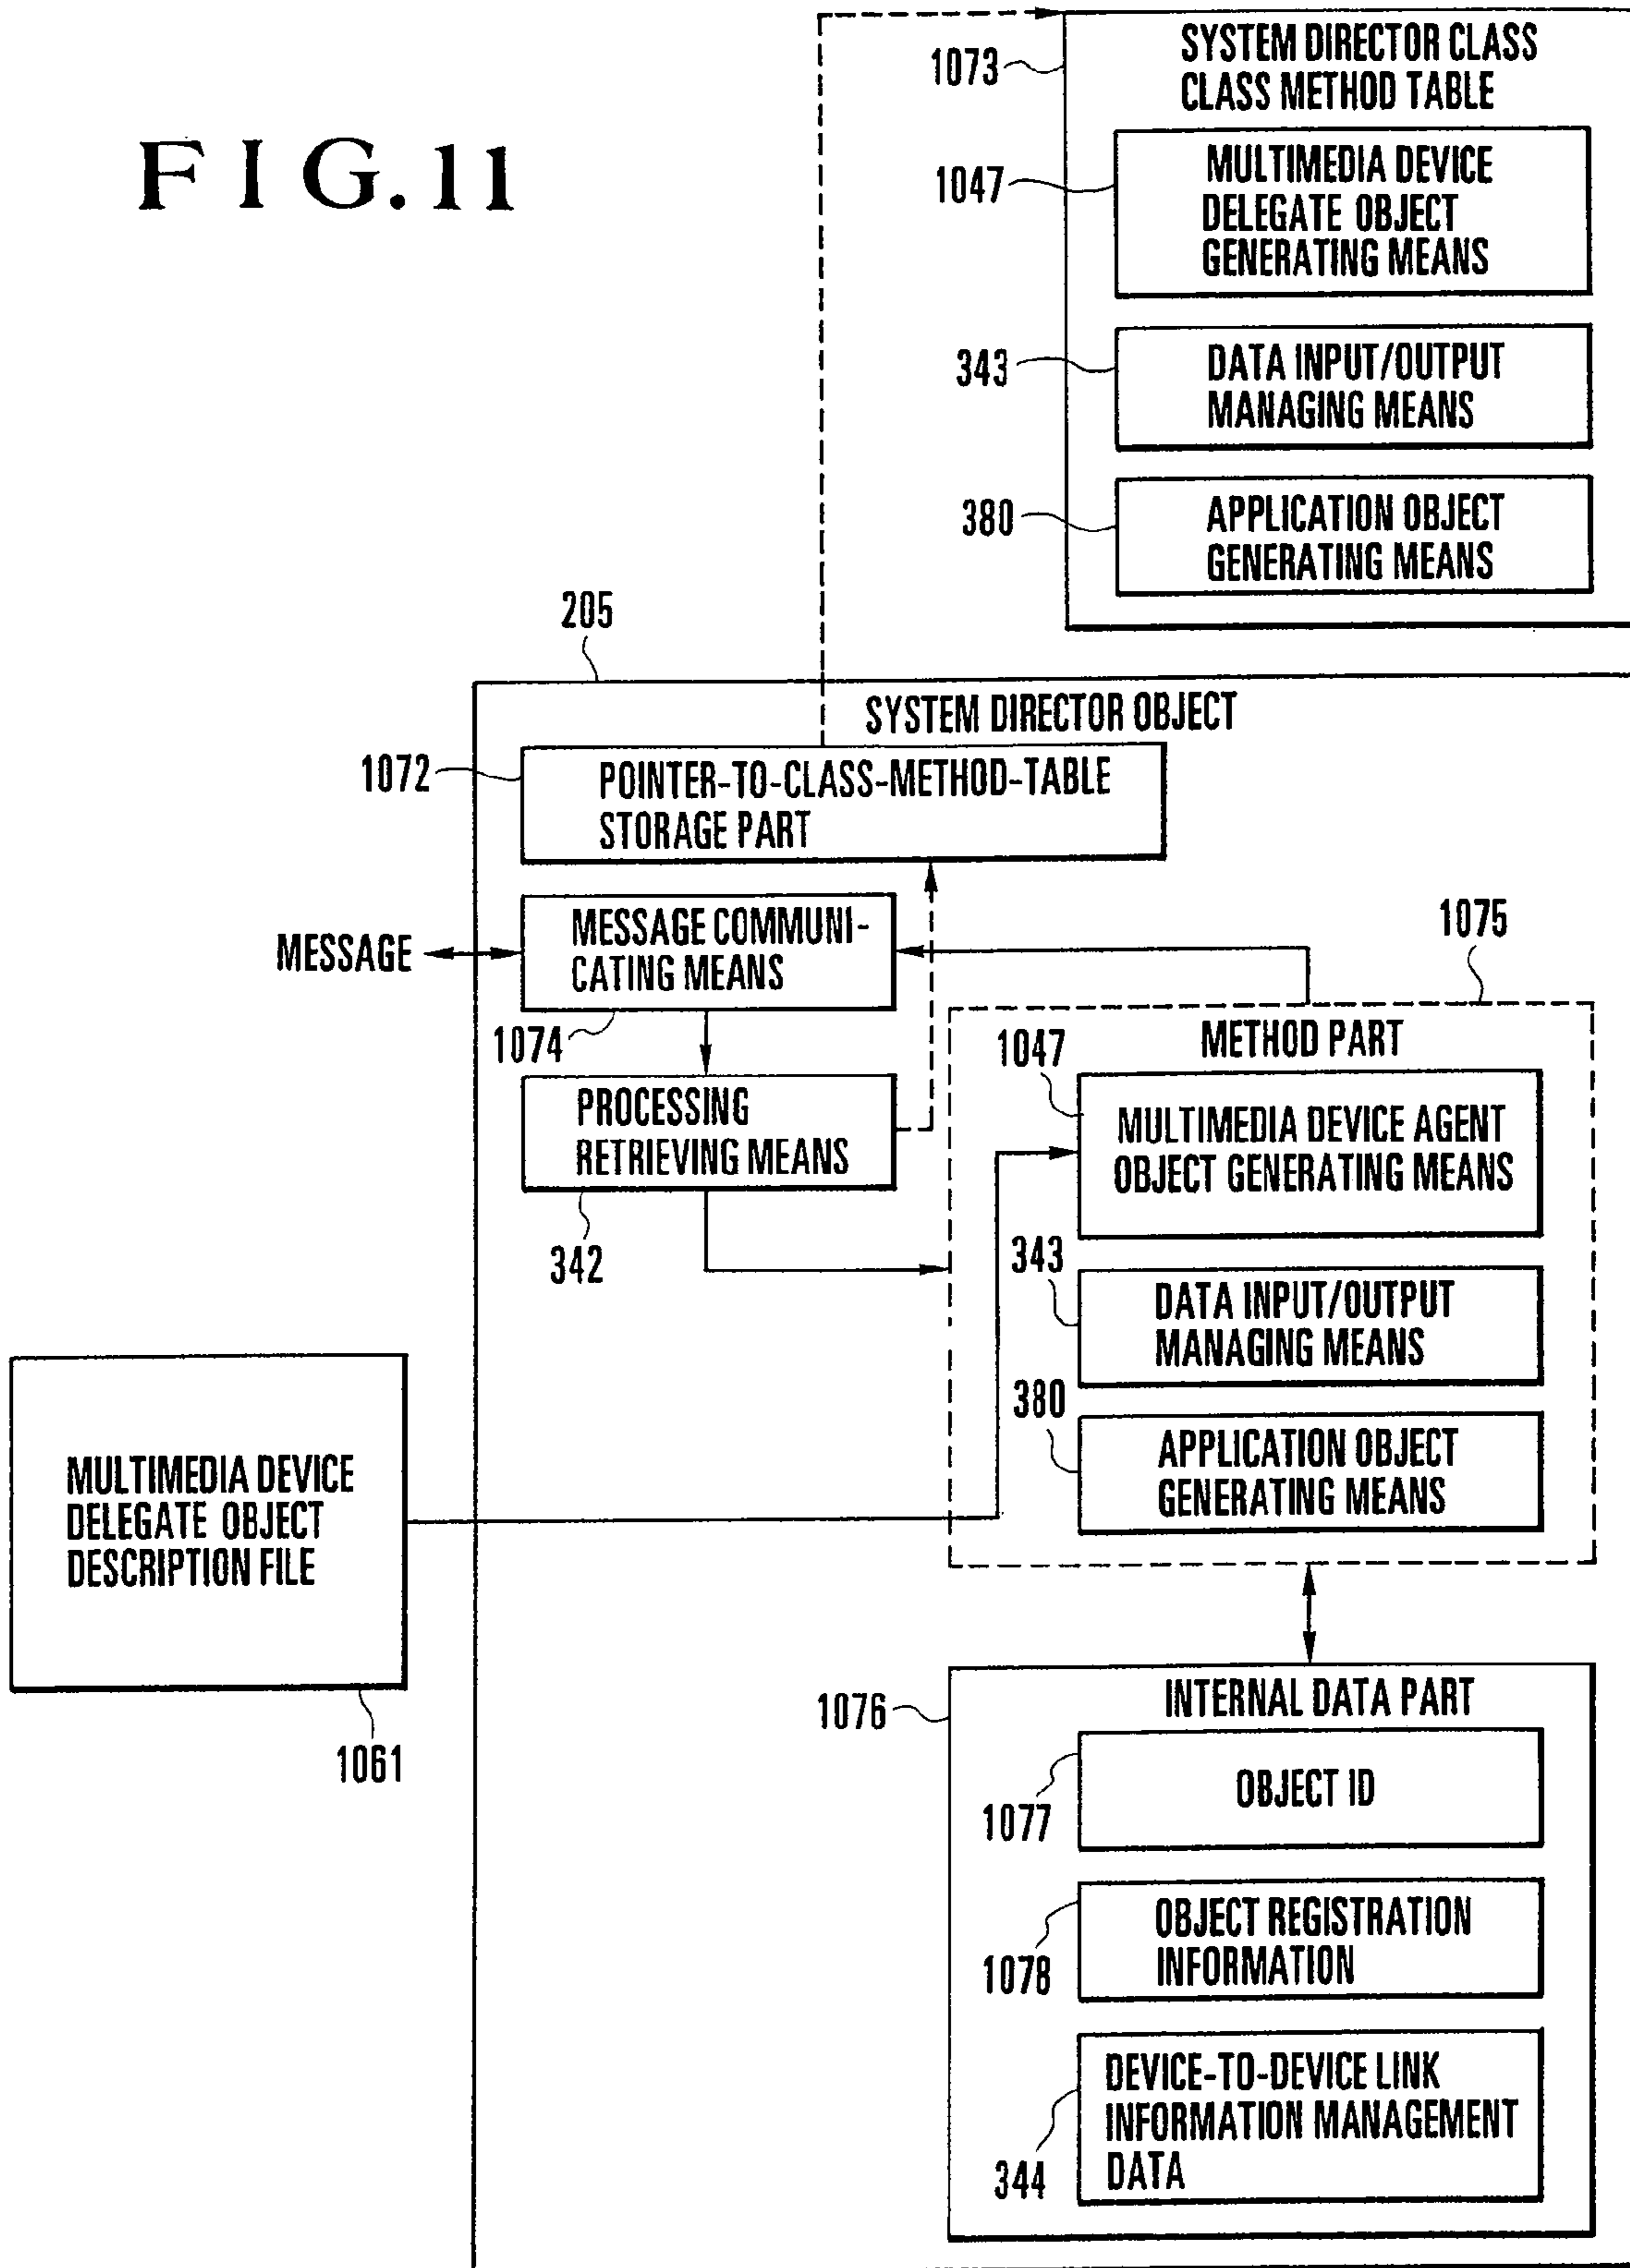 FIG.11
1073
SYSTEM DIRECTOR CLASS
CLASS METHOD TABLE
1047
MULTIMEDIA DEVICE
DELEGATE OBJECT
GENERATING MEANS
343
DATA INPUT/OUTPUT
MANAGING MEANS
380
APPLICATION OBJECT
GENERATING MEANS
205
SYSTEM DIRECTOR OBJECT
1072
POINTER-TO-CLASS-METHOD-TABLE
STORAGE PART
MESSAGE
MESSAGE COMMUNI-
CATING MEANS
1074
PROCESSING
RETRIEVING MEANS
342
1075
METHOD PART
1047
MULTIMEDIA DEVICE AGENT
OBJECT GENERATING MEANS
343
DATA INPUT/OUTPUT
MANAGING MEANS
380
APPLICATION OBJECT
GENERATING MEANS
MULTIMEDIA DEVICE
DELEGATE OBJECT
DESCRIPTION FILE
1061
1076
INTERNAL DATA PART
OBJECT ID
1077
OBJECT REGISTRATION
INFORMATION
1078
DEVICE-TO-DEVICE LINK
INFORMATION MANAGEMENT
DATA
344